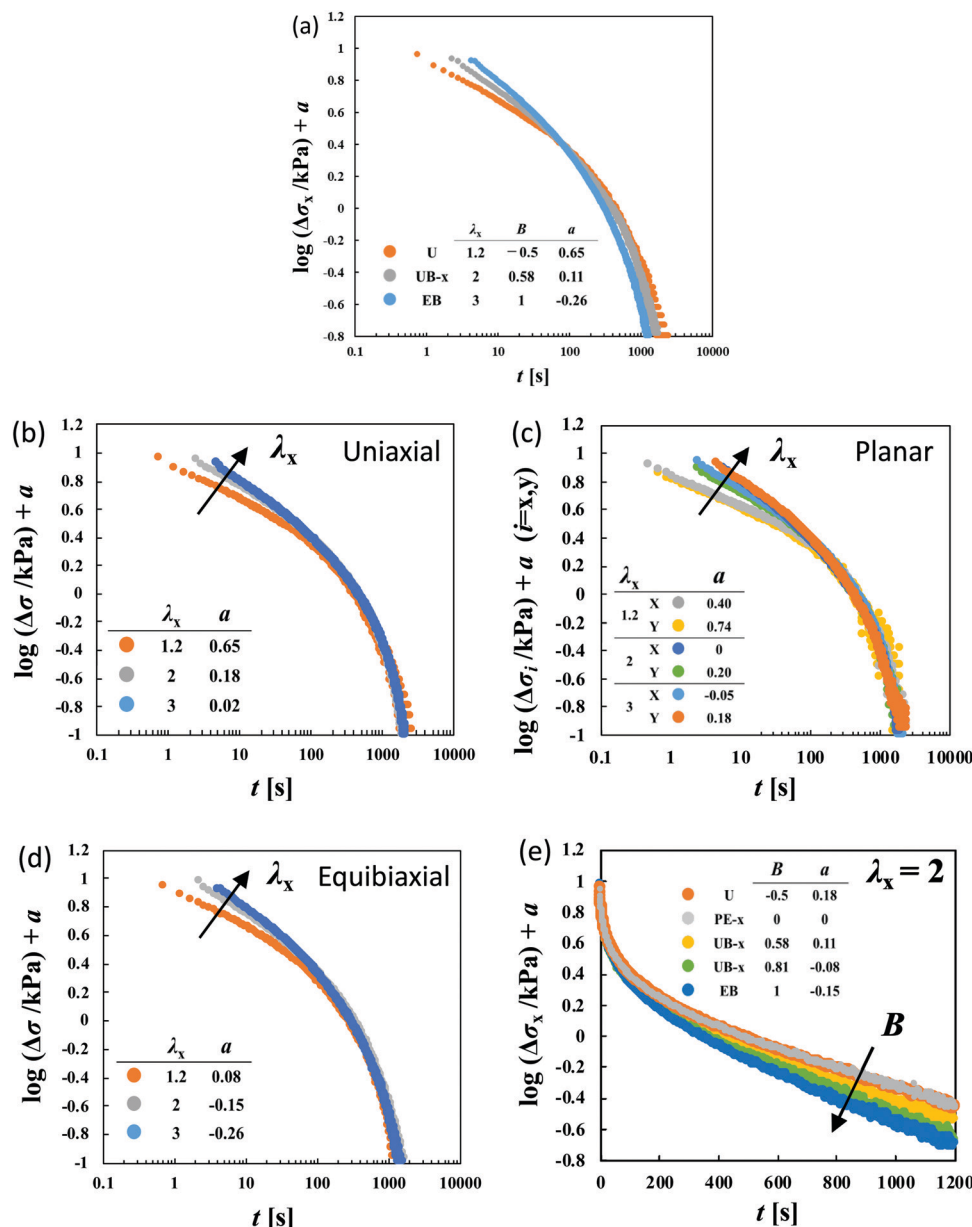 (a)
log (Δσx /kPa) + a
1.2
1
0.8
0.6
0.4
0.2
0
-0.2
-0.4
-0.6
-0.8
λx B a
U 1.2 −0.5 0.65
UB-x 2 0.58 0.11
EB 3 1 -0.26
0.1 1 10 100 1000 10000
t [s]
(b)
log (Δσ /kPa) + a
1.2
1
0.8
0.6
0.4
0.2
0
-0.2
-0.4
-0.6
-0.8
-1
λx Uniaxial
λx a
1.2 0.65
2 0.18
3 0.02
0.1 1 10 100 1000 10000
t [s]
(c)
log (Δσi /kPa) + a (i=x,y)
1.2
1
0.8
0.6
0.4
0.2
0
-0.2
-0.4
-0.6
-0.8
-1
λx Planar
λx a
1.2 X 0.40
Y 0.74
2 X 0
Y 0.20
3 X -0.05
Y 0.18
0.1 1 10 100 1000 10000
t [s]
(d)
log (Δσ /kPa) + a
1.2
1
0.8
0.6
0.4
0.2
0
-0.2
-0.4
-0.6
-0.8
-1
λx Equibiaxial
λx a
1.2 0.08
2 -0.15
3 -0.26
0.1 1 10 100 1000 10000
t [s]
(e)
log (Δσx /kPa) + a
1.2
1
0.8
0.6
0.4
0.2
0
-0.2
-0.4
-0.6
-0.8
λx = 2
B a
U -0.5 0.18
PE-x 0 0
UB-x 0.58 0.11
UB-x 0.81 -0.08
EB 1 -0.15
B
0 200 400 600 800 1000 1200
t [s]